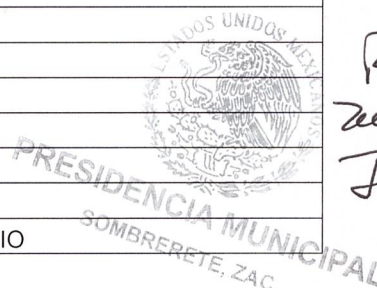 ESTADOS UNIDOS MEXICANOS
PRESIDENCIA MUNICIPAL
SOMBRERETE, ZAC.
IO